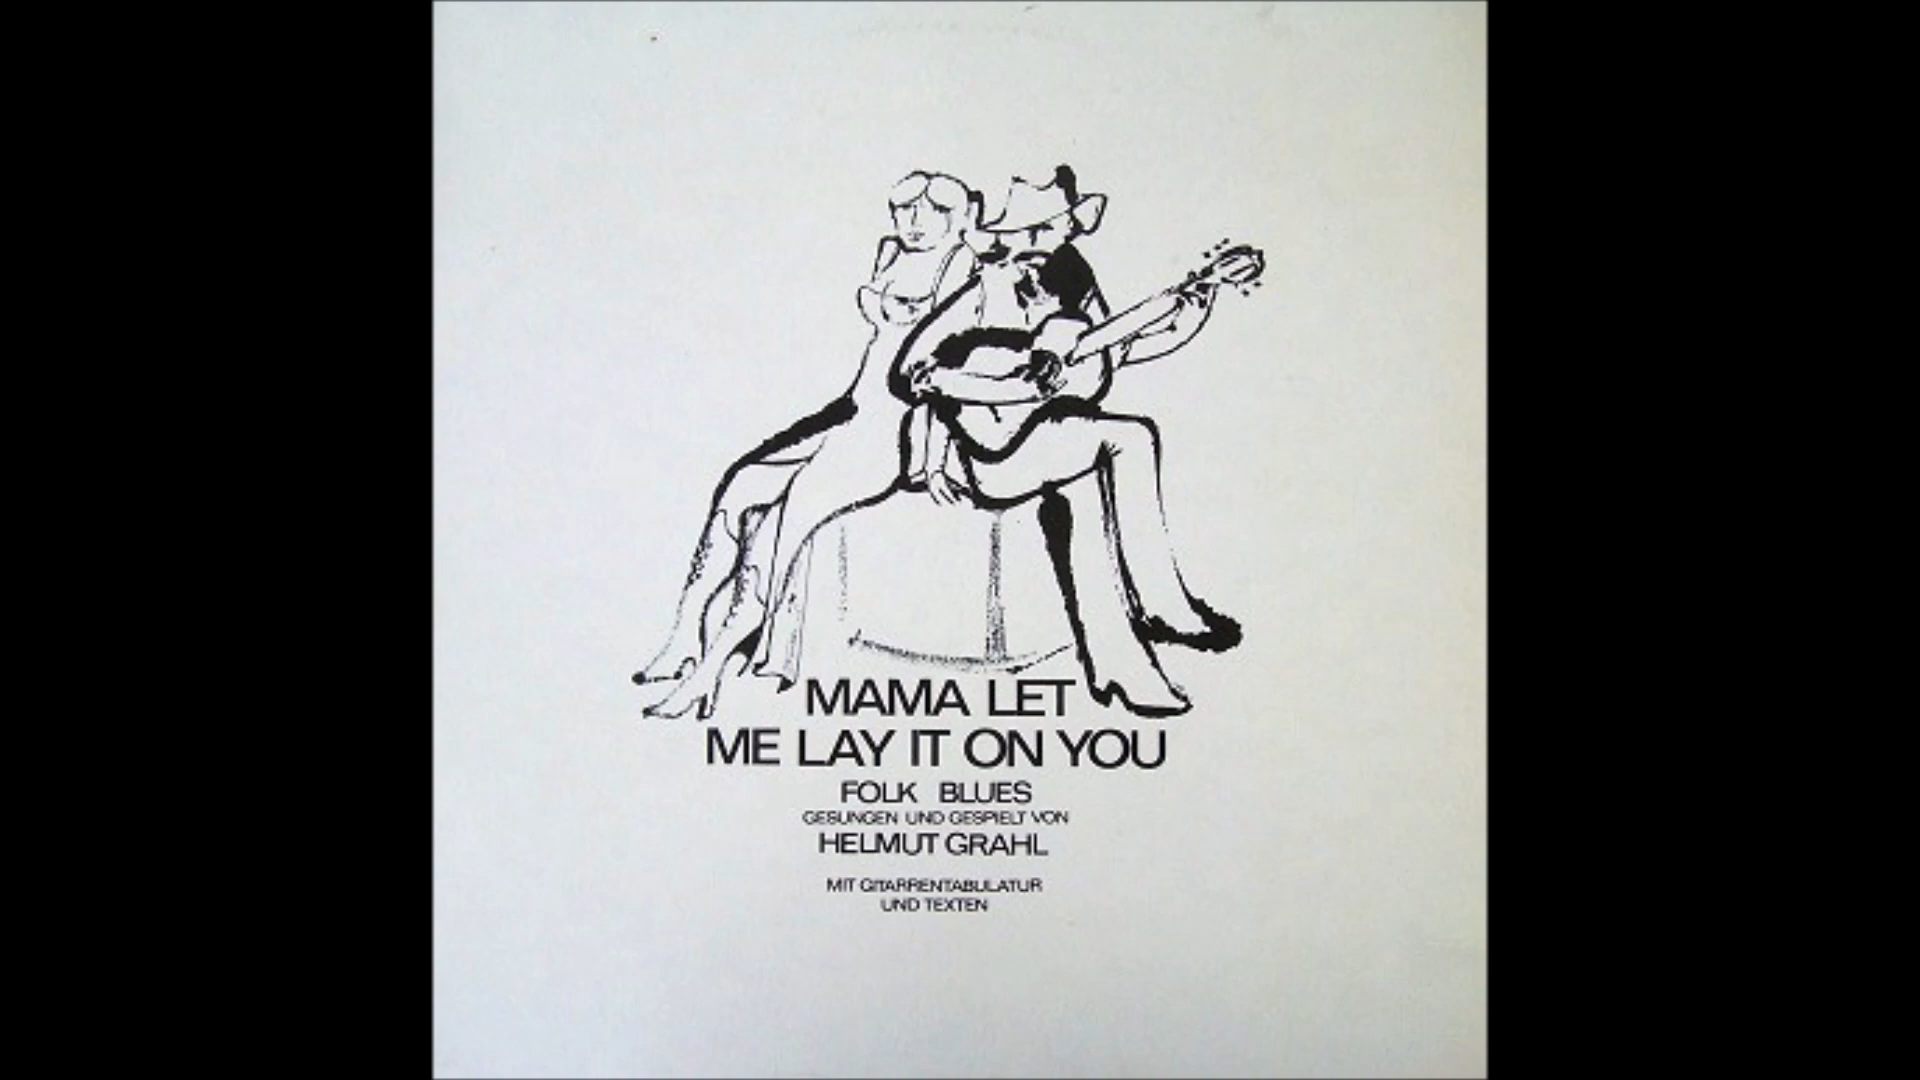 MAMA LET
ME LAY IT ON YOU
FOLK BLUES
GESUNGEN UND GESPIELT VON
HELMUT GRAHL
MIT GITARRENTABULATUR
UND TEXTEN